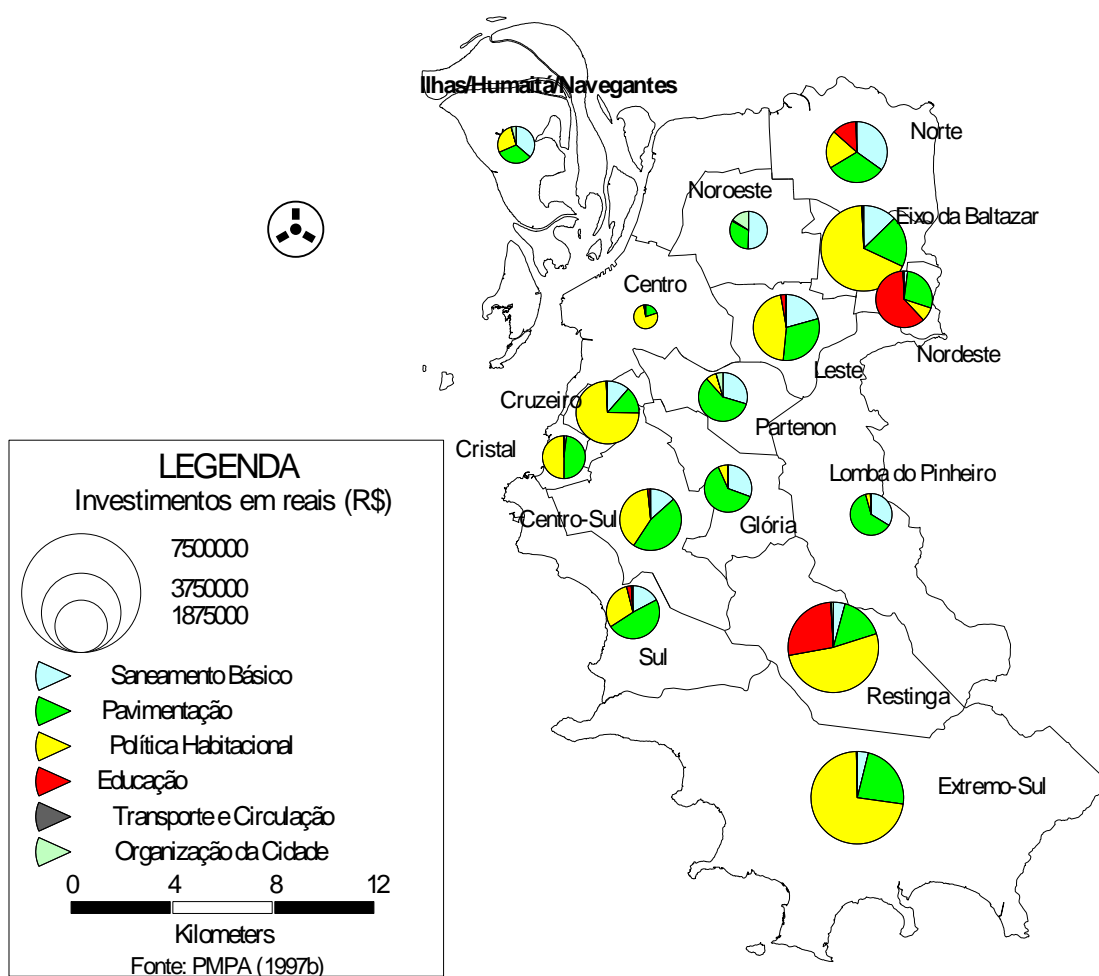 Ilhas/Humaitá/Navegantes
Norte
Noroeste
Eixo da Baltazar
Centro
Nordeste
Leste
Cruzeiro
Partenon
Cristal
Lomba do Pinheiro
Centro-Sul
Glória
Sul
Restinga
Extremo-Sul
LEGENDA
Investimentos em reais (R$)
7500000
3750000
1875000
Saneamento Básico
Pavimentação
Política Habitacional
Educação
Transporte e Circulação
Organização da Cidade
0 4 8 12
Kilometers
Fonte: PMPA (1997b)